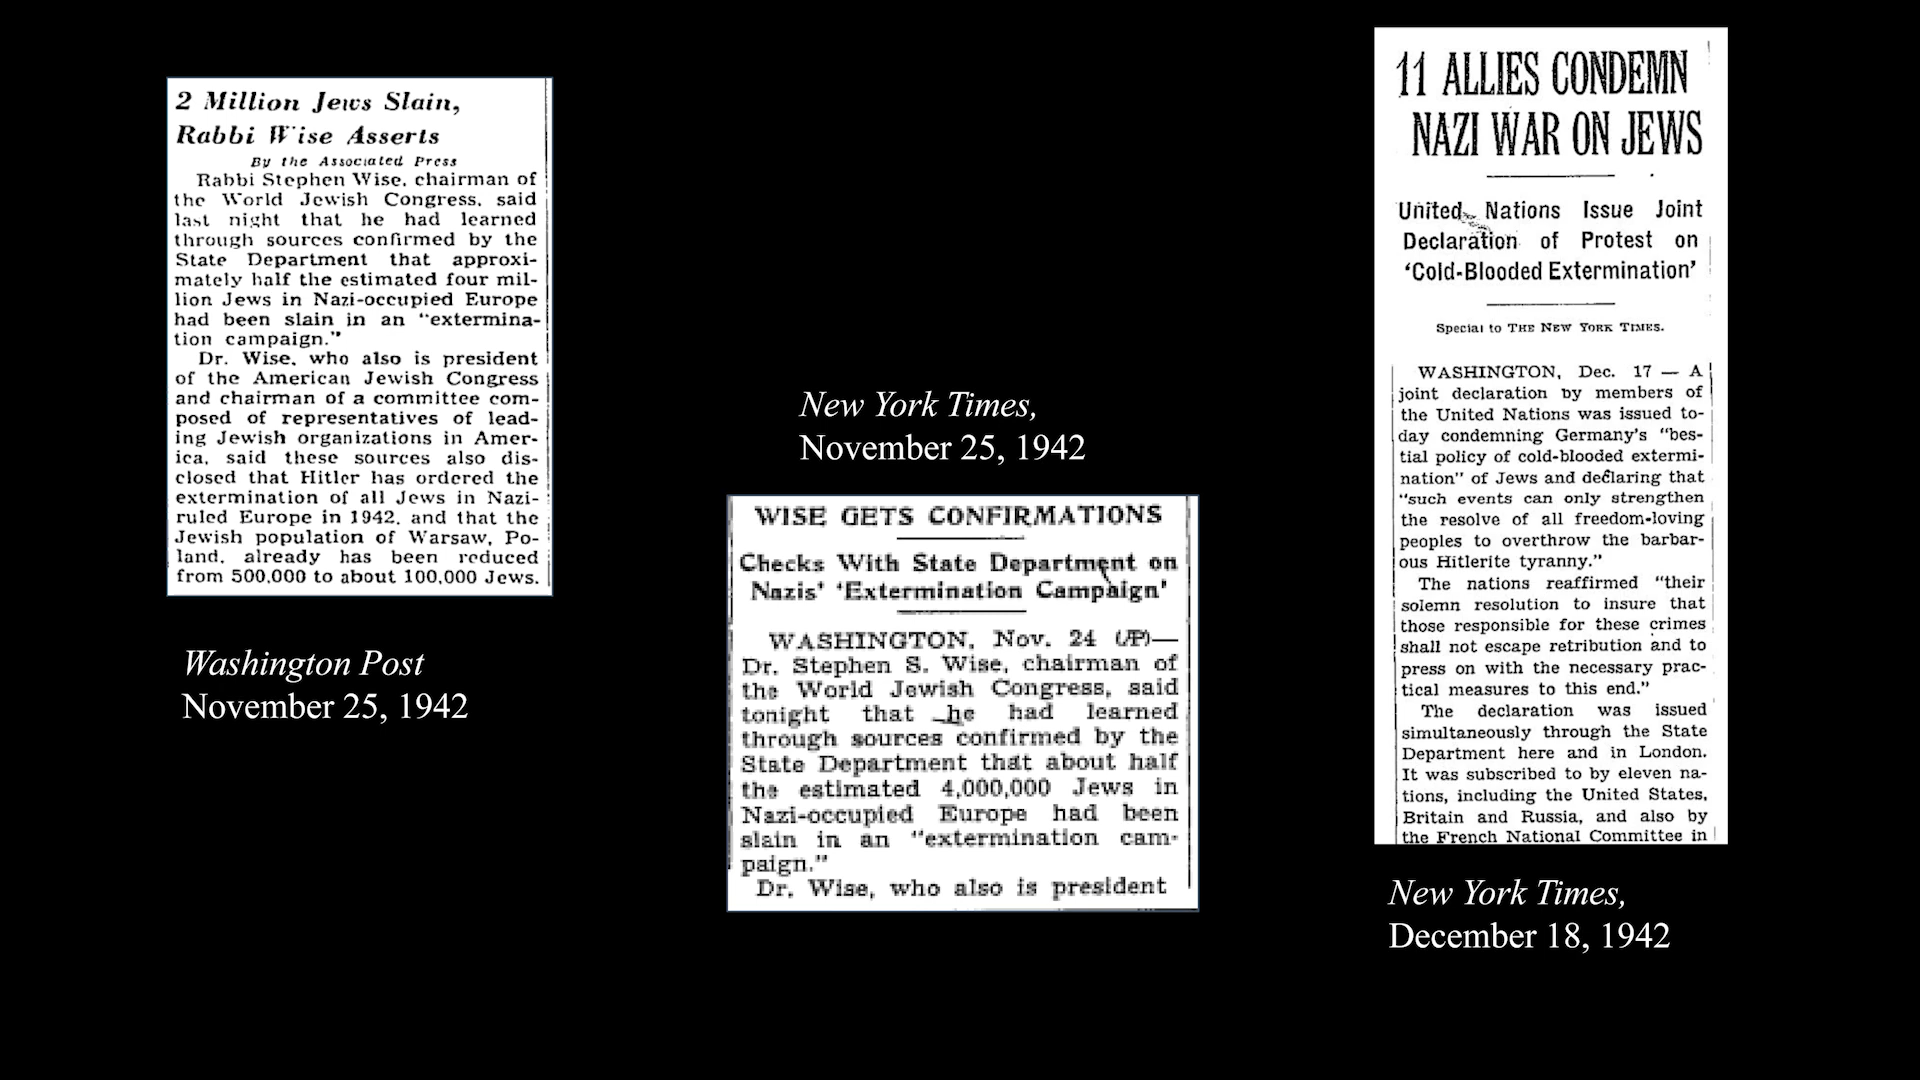 2 Million Jews Slain,
Rabbi Wise Asserts
By the Associated Press
Rabbi Stephen Wise, chairman of
the World Jewish Congress, said
last night that he had learned
through sources confirmed by the
State Department that approxi-
mately half the estimated four mil-
lion Jews in Nazi-occupied Europe
had been slain in an "extermina-
tion campaign."
Dr. Wise, who also is president
of the American Jewish Congress
and chairman of a committee com-
posed of representatives of lead-
ing Jewish organizations in Amer-
ica, said these sources also dis-
closed that Hitler has ordered the
extermination of all Jews in Nazi-
ruled Europe in 1942, and that the
Jewish population of Warsaw, Po-
land, already has been reduced
from 500,000 to about 100,000 Jews.
Washington Post
November 25, 1942
New York Times,
November 25, 1942
WISE GETS CONFIRMATIONS
Checks With State Department on
Nazis' 'Extermination Campaign'
WASHINGTON, Nov. 24 (AP)—
Dr. Stephen S. Wise, chairman of
the World Jewish Congress, said
tonight that he had learned
through sources confirmed by the
State Department that about half
the estimated 4,000,000 Jews in
Nazi-occupied Europe had been
slain in an "extermination cam-
paign."
Dr. Wise, who also is president
11 ALLIES CONDEMN
NAZI WAR ON JEWS
United Nations Issue Joint
Declaration of Protest on
'Cold-Blooded Extermination'
Special to THE NEW YORK TIMES.
WASHINGTON, Dec. 17 — A
joint declaration by members of
the United Nations was issued to-
day condemning Germany's "bes-
tial policy of cold-blooded extermi-
nation" of Jews and declaring that
"such events can only strengthen
the resolve of all freedom-loving
peoples to overthrow the barbar-
ous Hitlerite tyranny."
The nations reaffirmed "their
solemn resolution to insure that
those responsible for these crimes
shall not escape retribution and to
press on with the necessary prac-
tical measures to this end."
The declaration was issued
simultaneously through the State
Department here and in London.
It was subscribed to by eleven na-
tions, including the United States,
Britain and Russia, and also by
the French National Committee in
New York Times,
December 18, 1942